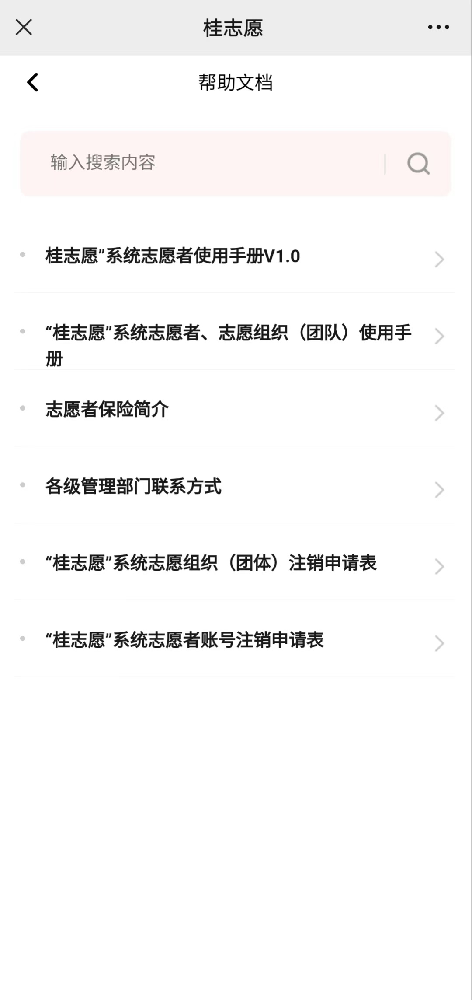 桂志愿
帮助文档
输入搜索内容
桂志愿”系统志愿者使用手册V1.0
“桂志愿”系统志愿者、志愿组织（团队）使用手
册
志愿者保险简介
各级管理部门联系方式
“桂志愿”系统志愿组织（团体）注销申请表
“桂志愿”系统志愿者账号注销申请表